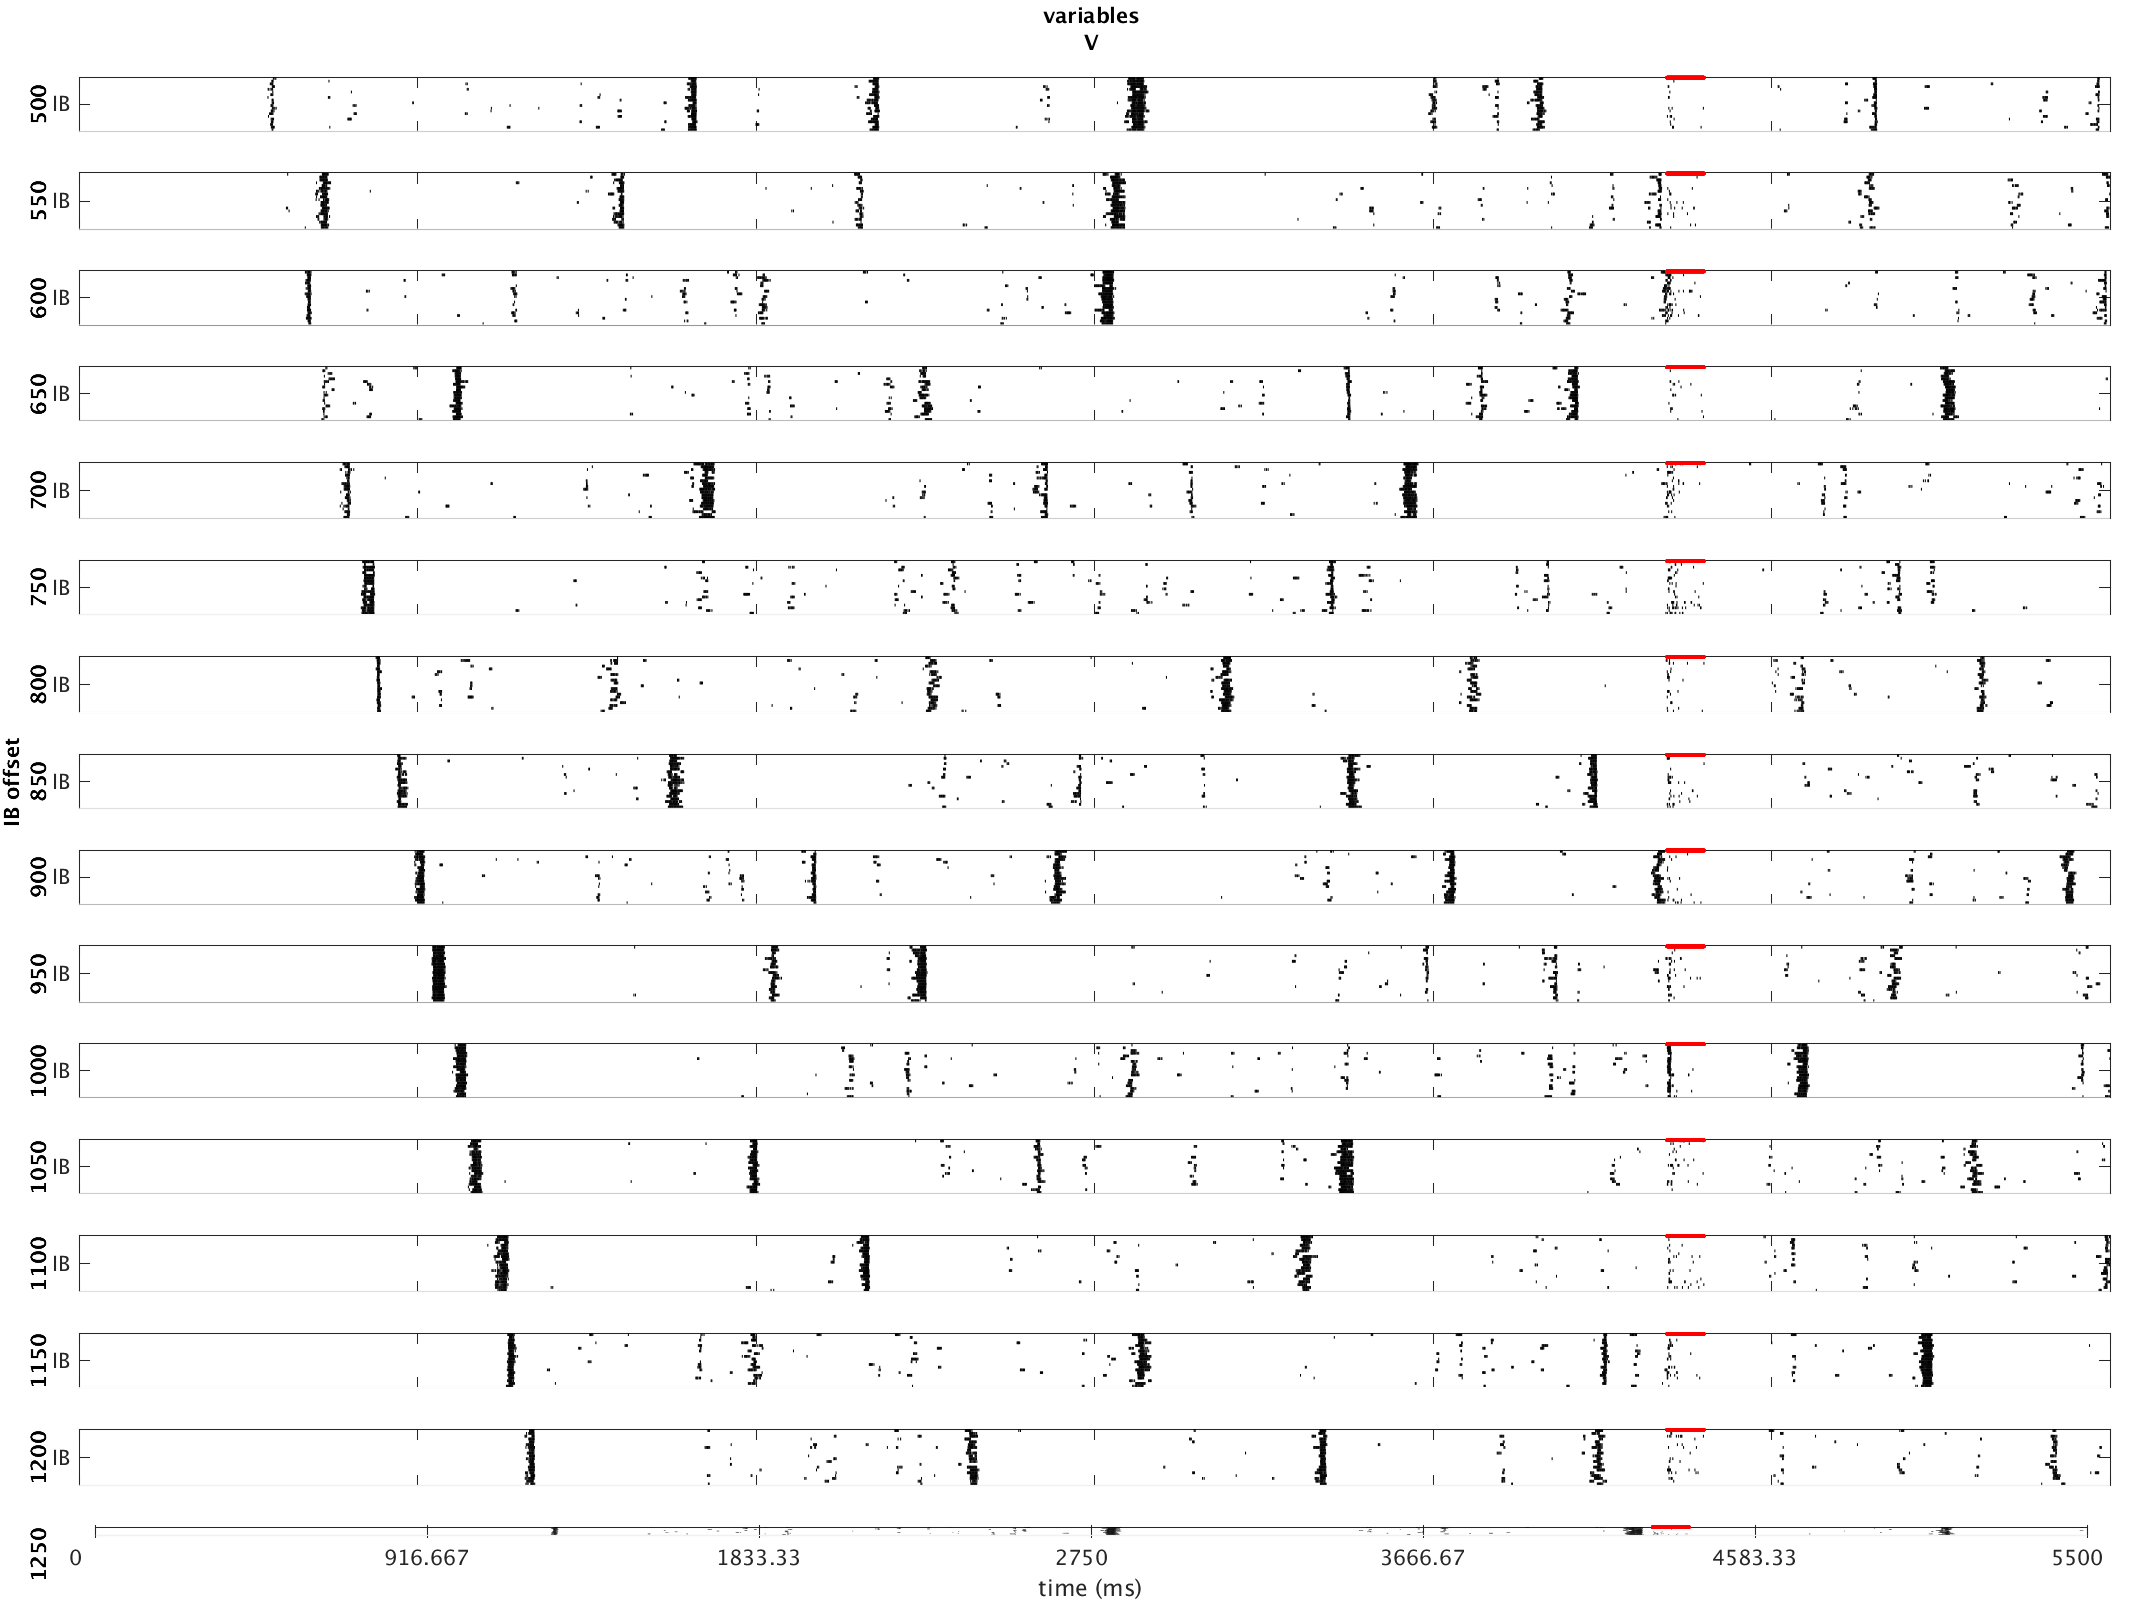 variables
V
500 IB
550 IB
600 IB
650 IB
700 IB
750 IB
800 IB
850 IB
900 IB
950 IB
1000 IB
1050 IB
1100 IB
1150 IB
1200 IB
1250
IB offset
0 916.667 1833.33 2750 3666.67 4583.33 5500
time (ms)